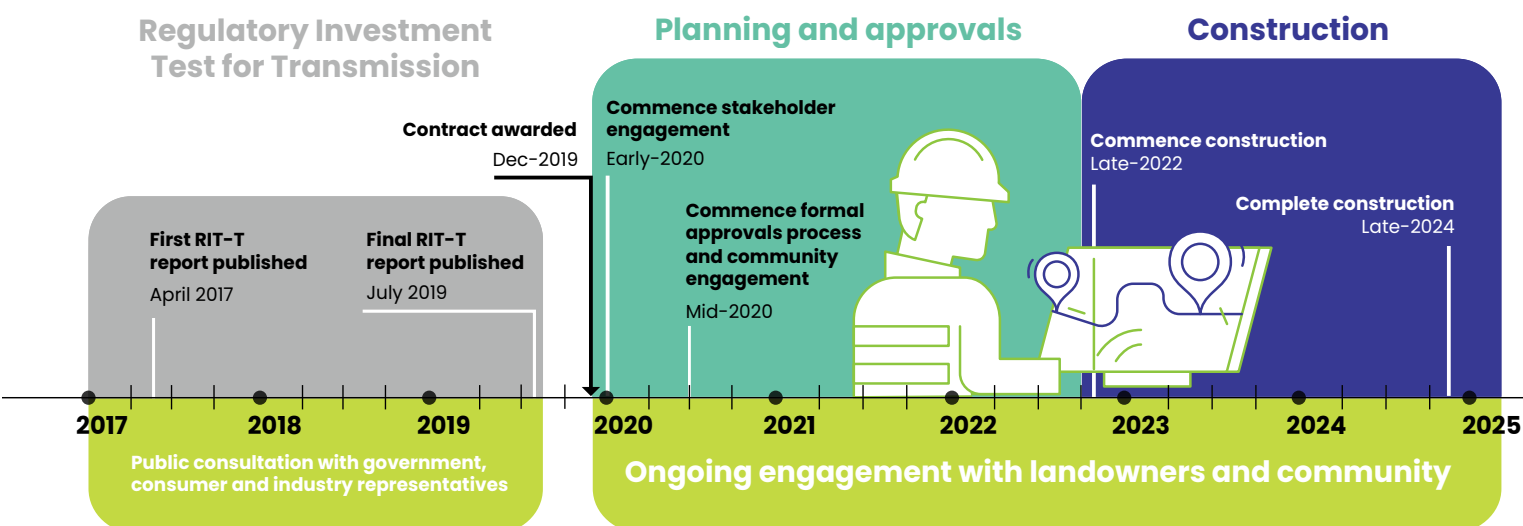 Regulatory Investment
Test for Transmission
Planning and approvals
Construction
Contract awarded
Dec-2019
Commence stakeholder
engagement
Early-2020
Commence construction
Late-2022
Complete construction
Late-2024
First RIT-T
report published
April 2017
Final RIT-T
report published
July 2019
Commence formal
approvals process
and community
engagement
Mid-2020
2017
2018
2019
2020
2021
2022
2023
2024
2025
Public consultation with government,
consumer and industry representatives
Ongoing engagement with landowners and community